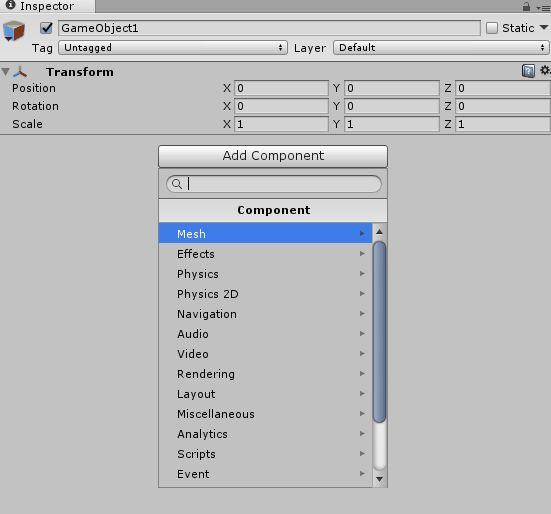 Inspector
GameObject1 Static
Tag Untagged Layer Default
Transform
Position X 0 Y 0 Z 0
Rotation X 0 Y 0 Z 0
Scale X 1 Y 1 Z 1
Add Component
Component
Mesh
Effects
Physics
Physics 2D
Navigation
Audio
Video
Rendering
Layout
Miscellaneous
Analytics
Scripts
Event